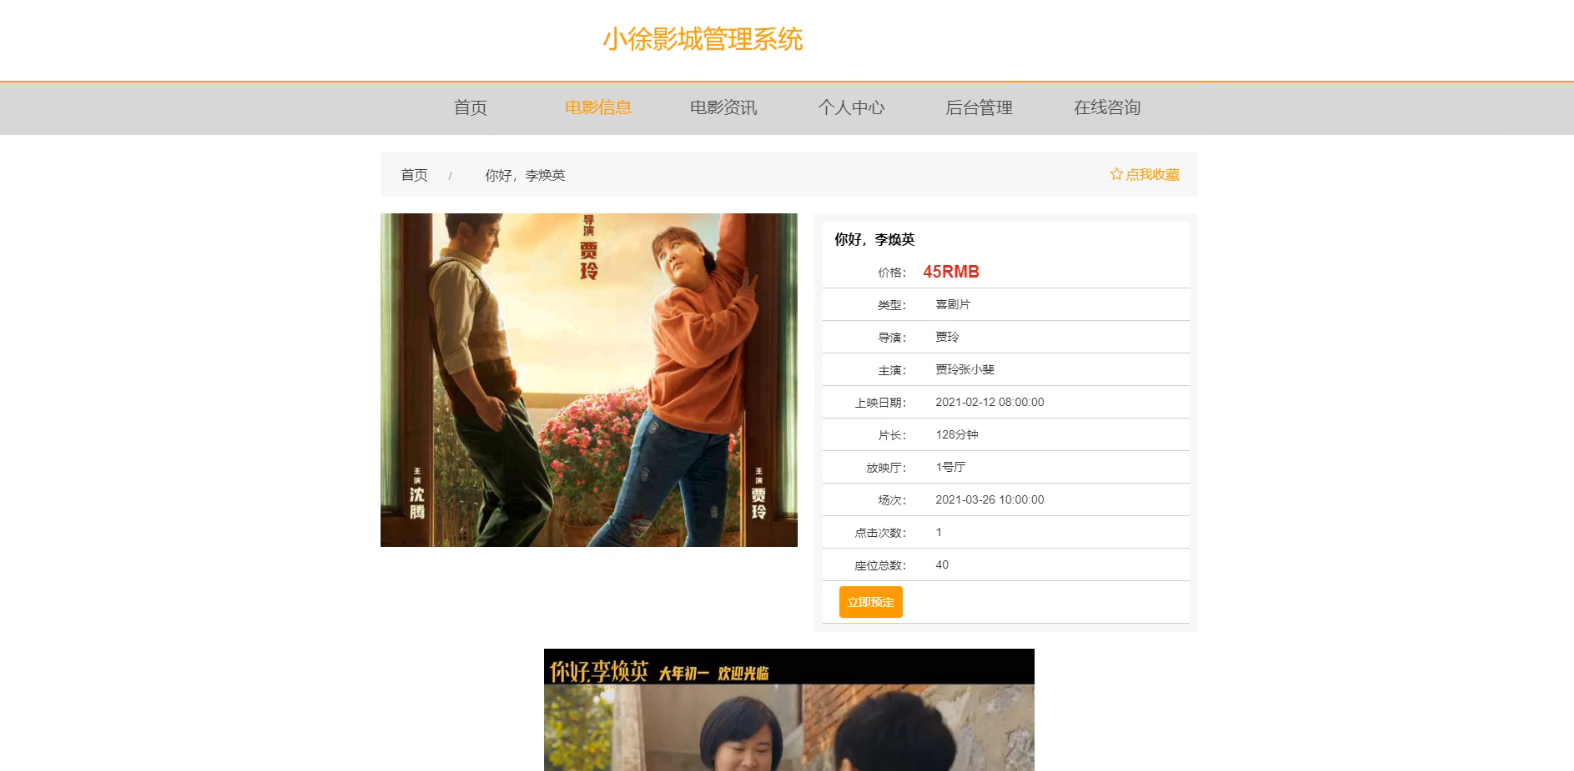 小徐影城管理系统
首页 电影信息 电影资讯 个人中心 后台管理 在线咨询
首页 / 你好，李焕英 ☆点我收藏
导演
贾玲
主演
沈腾
主演
贾玲
你好，李焕英
价格： 45RMB
类型： 喜剧片
导演： 贾玲
主演： 贾玲张小斐
上映日期： 2021-02-12 08:00:00
片长： 128分钟
放映厅： 1号厅
场次： 2021-03-26 10:00:00
点击次数： 1
座位总数： 40
立即预定
你好,李焕英 大年初一 欢迎光临